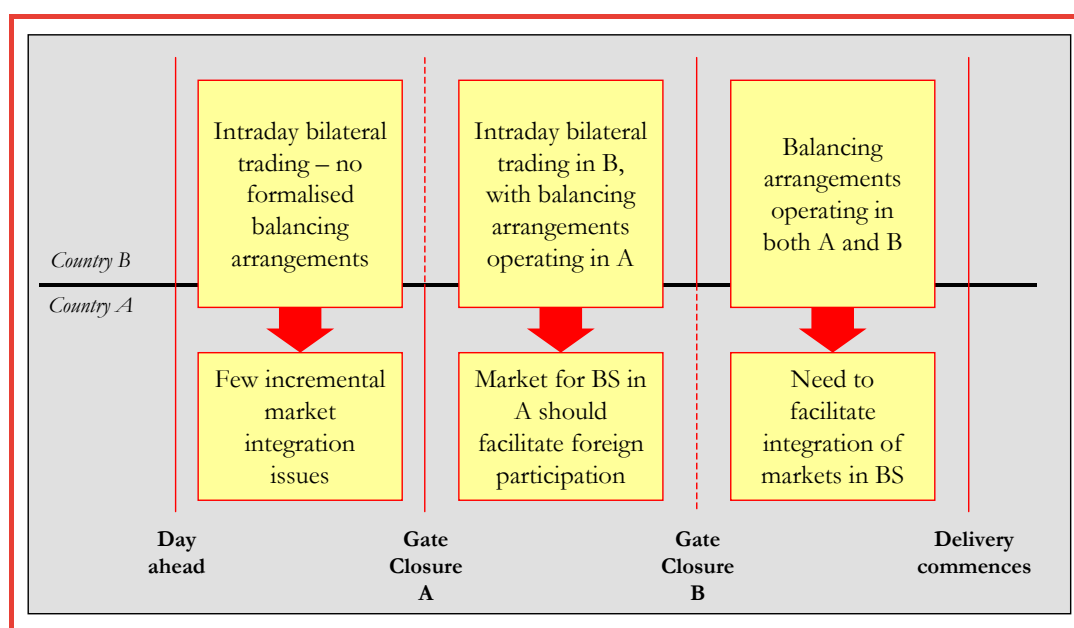 Intraday bilateral
trading – no
formalised
balancing
arrangements
Intraday bilateral
trading in B,
with balancing
arrangements
operating in A
Balancing
arrangements
operating in
both A and B
Country B
Country A
Few incremental
market
integration
issues
Market for BS in
A should
facilitate foreign
participation
Need to
facilitate
integration of
markets in BS
Day
ahead
Gate
Closure
A
Gate
Closure
B
Delivery
commences